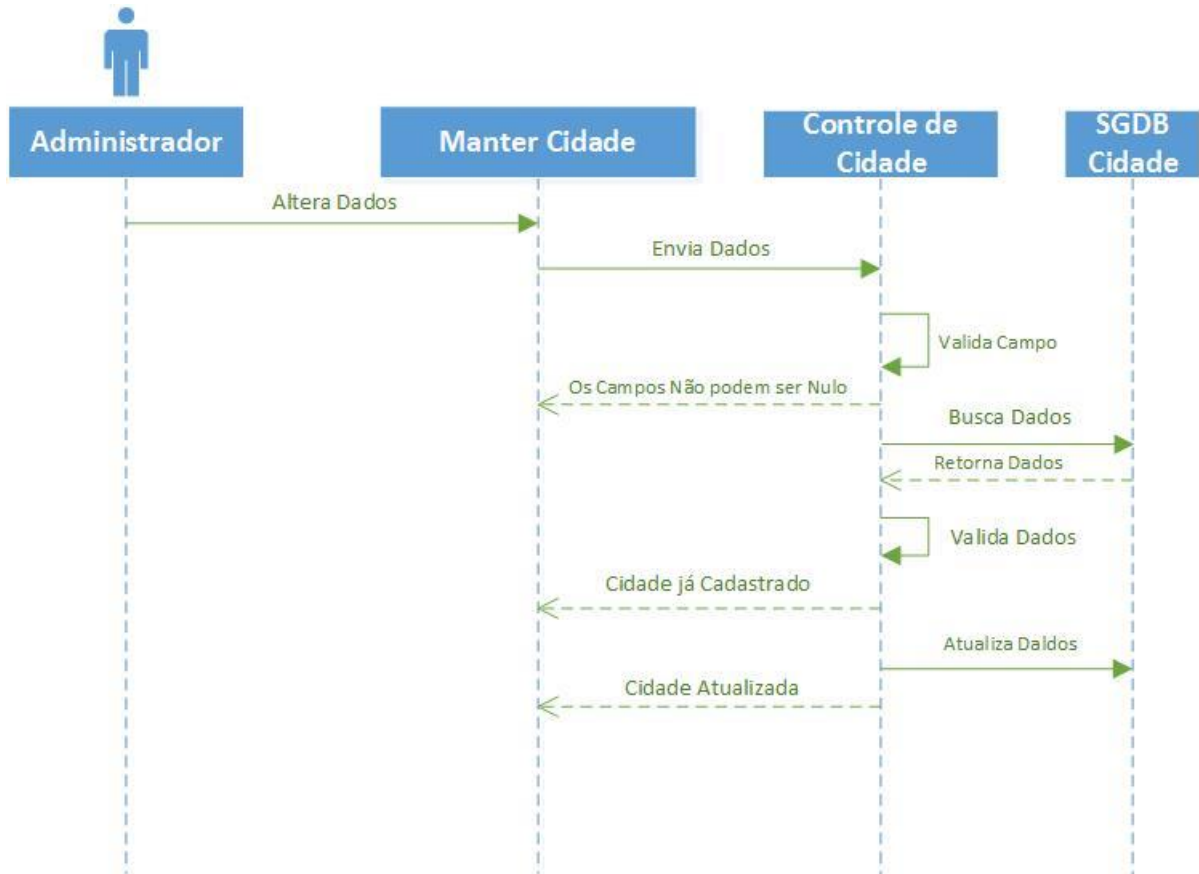 Administrador
Manter Cidade
Controle de
Cidade
SGDB
Cidade
Altera Dados
Envia Dados
Valida Campo
Os Campos Não podem ser Nulo
Busca Dados
Retorna Dados
Valida Dados
Cidade já Cadastrado
Atualiza Daldos
Cidade Atualizada